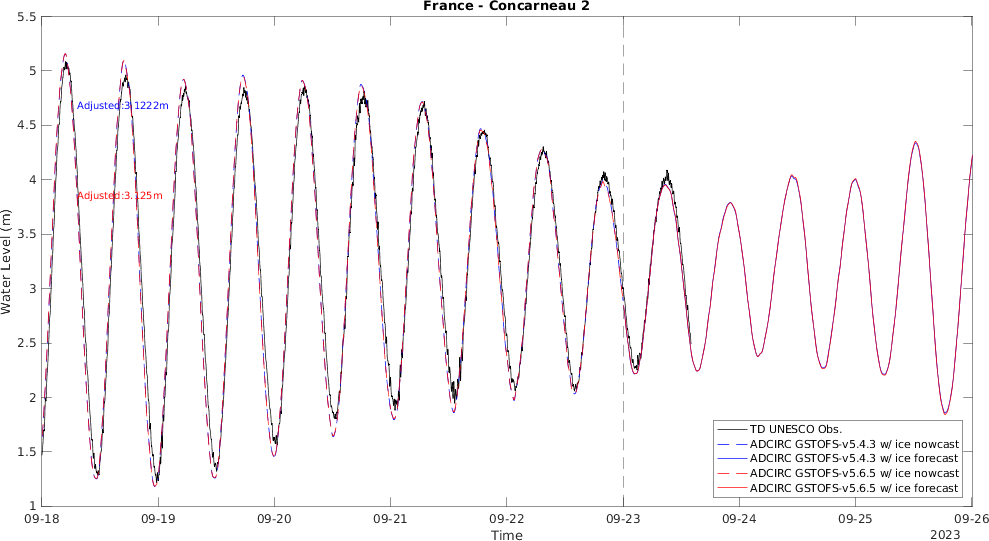 France - Concarneau 2
5.5
5
4.5
4
3.5
3
2.5
2
1.5
1
Water Level (m)
Adjusted:3.1222m
Adjusted:3.125m
TD UNESCO Obs.
ADCIRC GSTOFS-v5.4.3 w/ ice nowcast
ADCIRC GSTOFS-v5.4.3 w/ ice forecast
ADCIRC GSTOFS-v5.6.5 w/ ice nowcast
ADCIRC GSTOFS-v5.6.5 w/ ice forecast
09-18 09-19 09-20 09-21 09-22 09-23 09-24 09-25 09-26
Time
2023